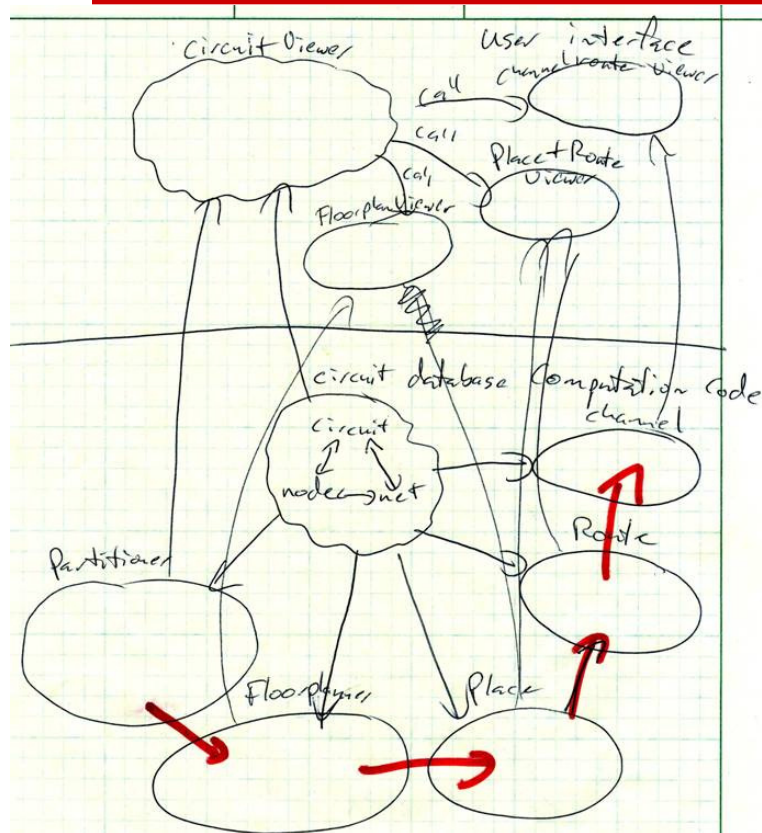 Circuit Viewer
User interface
channel route viewer
call
call
call
Place + Route
Viewer
Floorplan Viewer
circuit database
Computation code
channel
circuit
node
net
Route
Partitioner
Floorplanner
Place